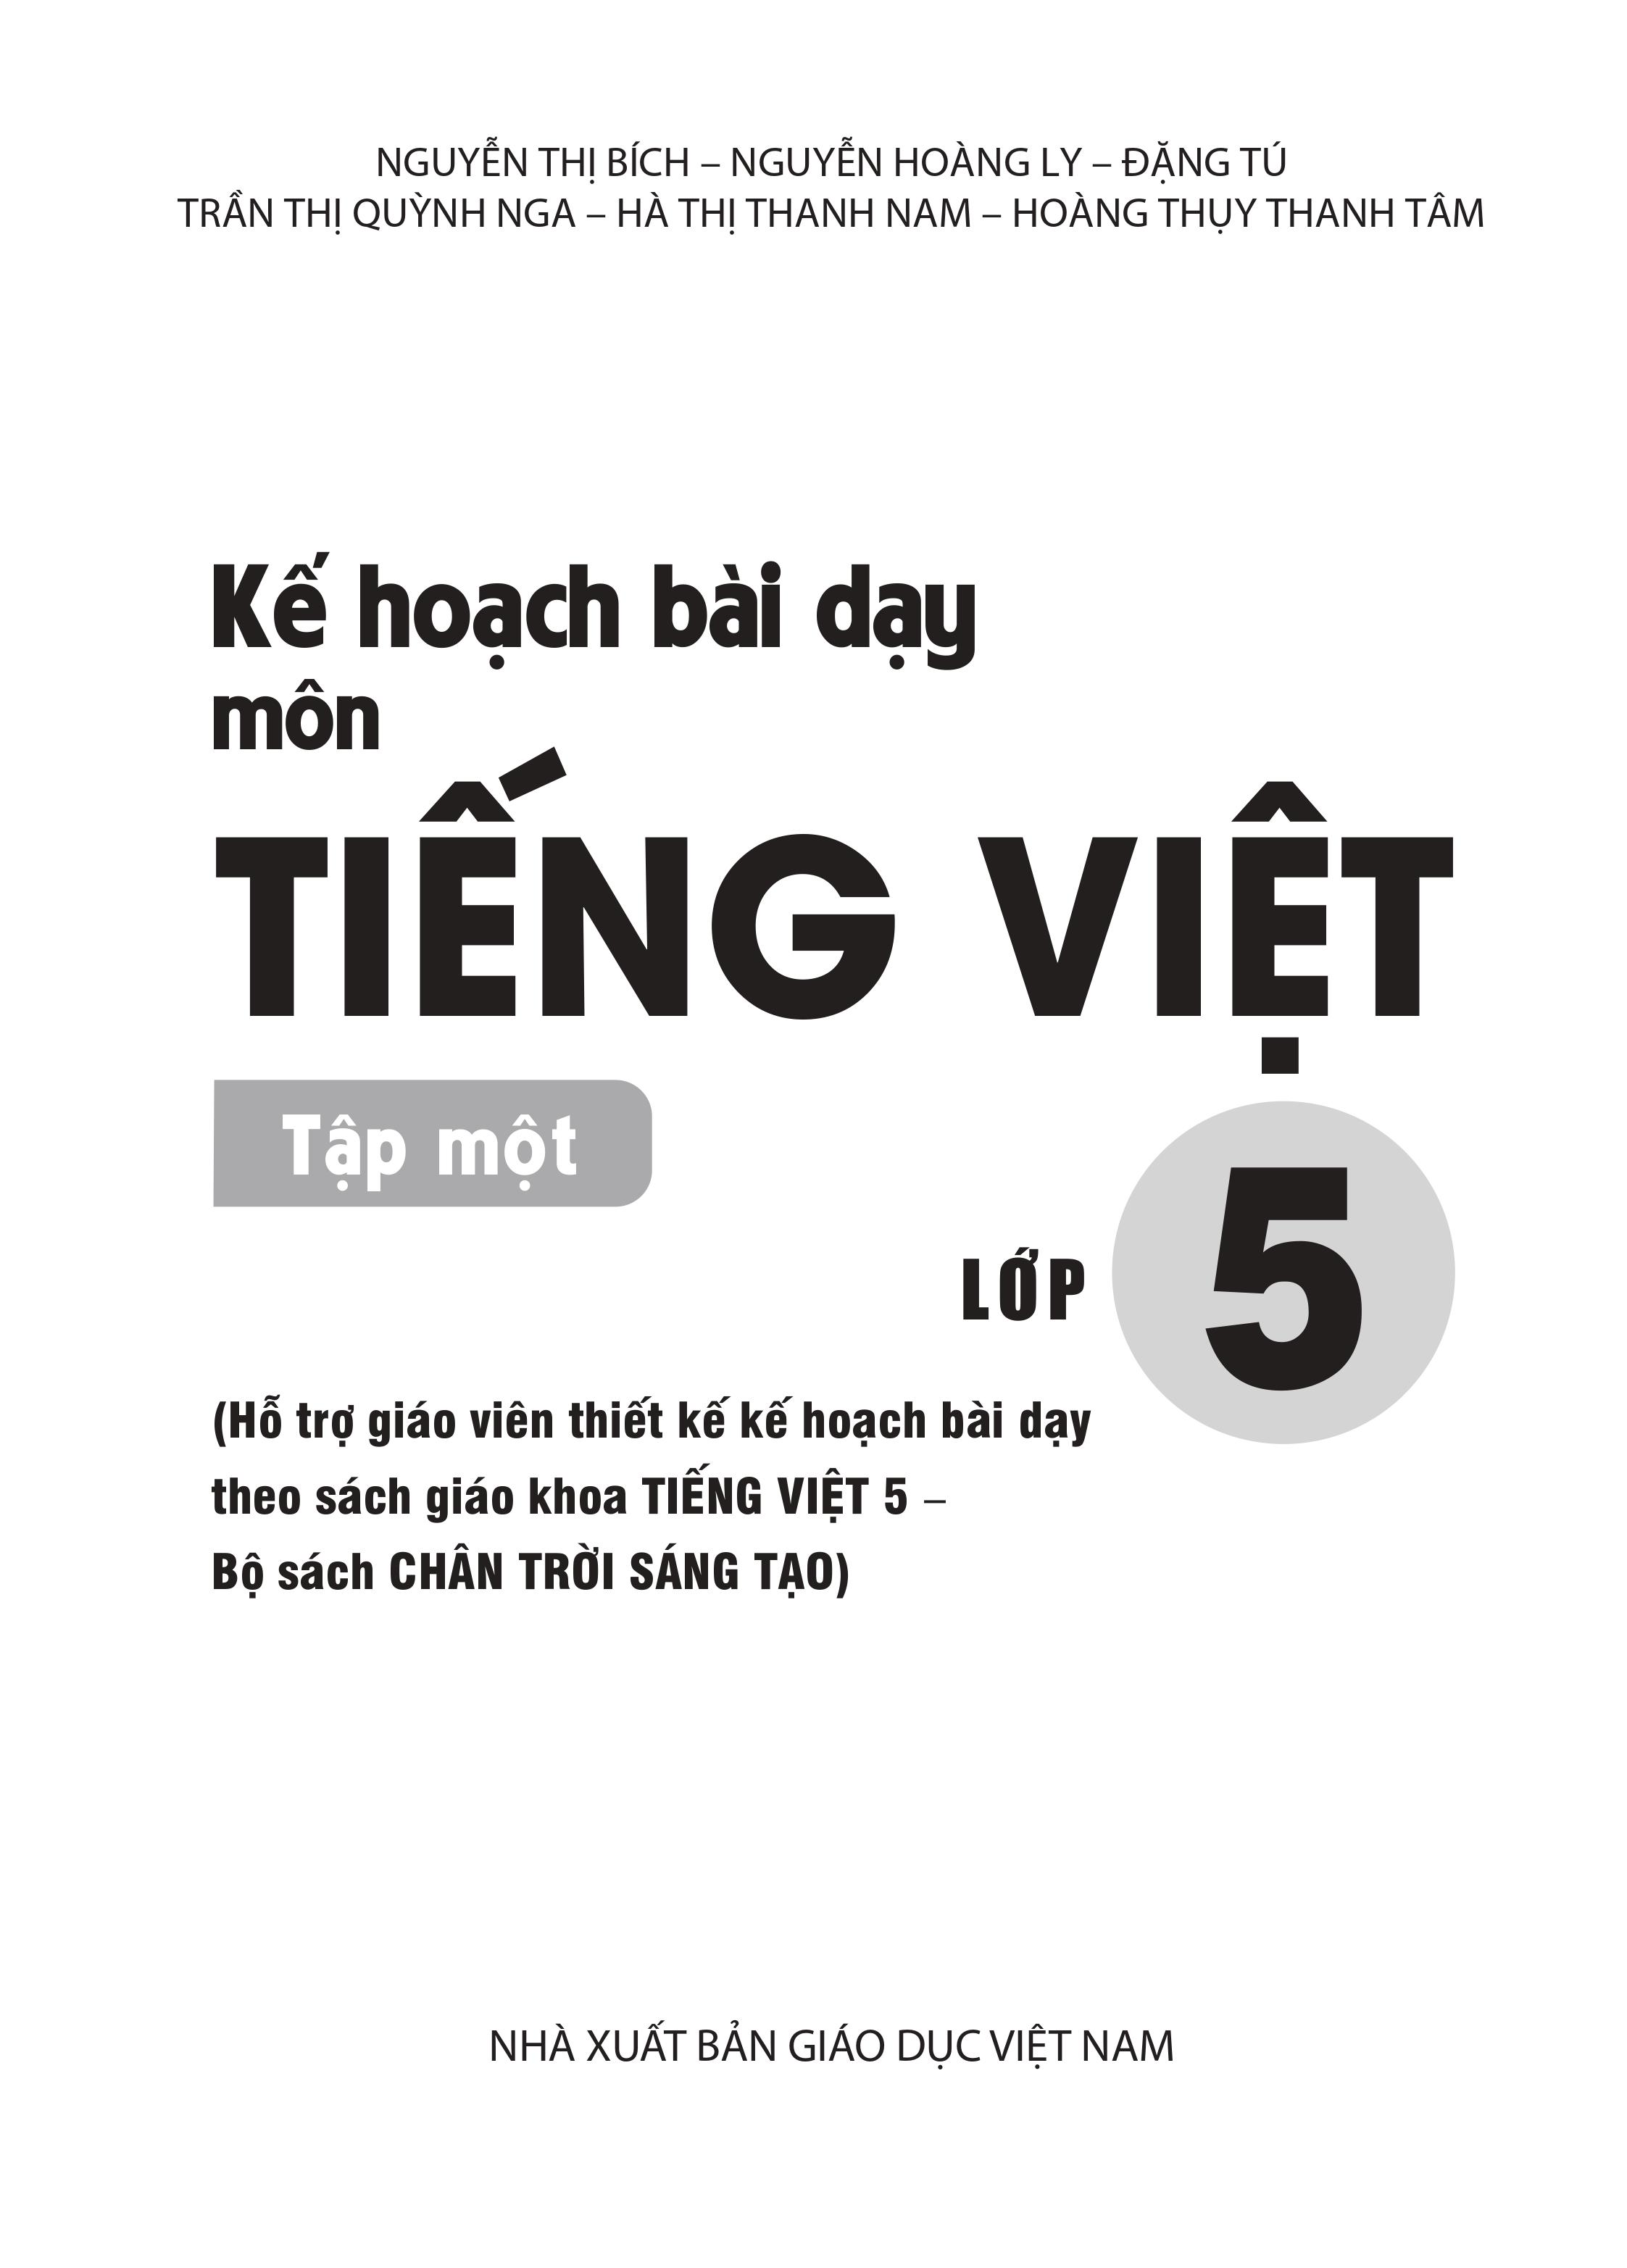 NGUYỄN THỊ BÍCH – NGUYỄN HOÀNG LY – ĐẶNG TÚ
TRẦN THỊ QUỲNH NGA – HÀ THỊ THANH NAM – HOÀNG THỤY THANH TÂM
Kế hoạch bài dạy
môn
TIẾNG VIỆT
Tập một
LỚP 5
(Hỗ trợ giáo viên thiết kế kế hoạch bài dạy
theo sách giáo khoa TIẾNG VIỆT 5 –
Bộ sách CHÂN TRỜI SÁNG TẠO)
NHÀ XUẤT BẢN GIÁO DỤC VIỆT NAM